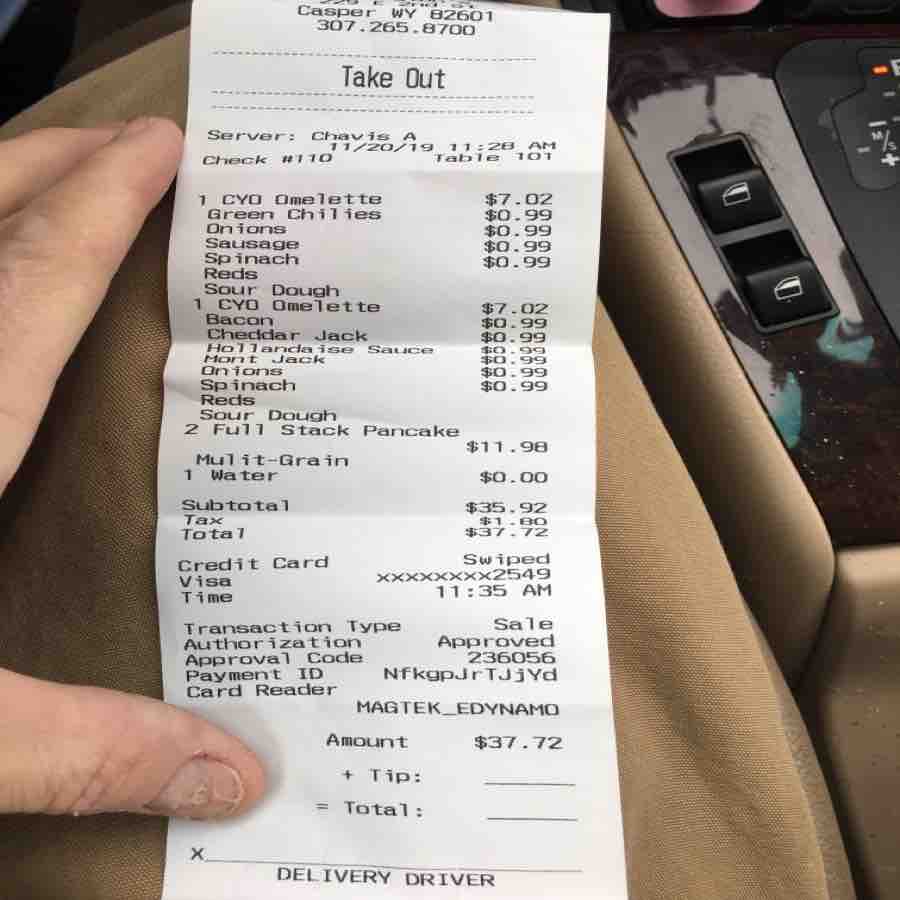 Casper WY 82601
307.265.8700
Take Out
Server: Chavis A
11/20/19 11:28 AM
Check #110 Table 101
1 CYO Omelette $7.02
Green Chilies $0.99
Onions $0.99
Sausage $0.99
Spinach $0.99
Reds
Sour Dough
1 CYO Omelette $7.02
Bacon $0.99
Cheddar Jack $0.99
Hollandaise Sauce $0.99
Mont Jack $0.99
Onions $0.99
Spinach $0.99
Reds
Sour Dough
2 Full Stack Pancake
$11.98
Mulit-Grain
1 Water $0.00
Subtotal $35.92
Tax $1.80
Total $37.72
Credit Card Swiped
Visa xxxxxxxx2549
Time 11:35 AM
Transaction Type Sale
Authorization Approved
Approval Code 236056
Payment ID NfkgpJrTJjYd
Card Reader
MAGTEK_EDYNAMO
Amount $37.72
+ Tip:
= Total:
X
DELIVERY DRIVER
M/S
+